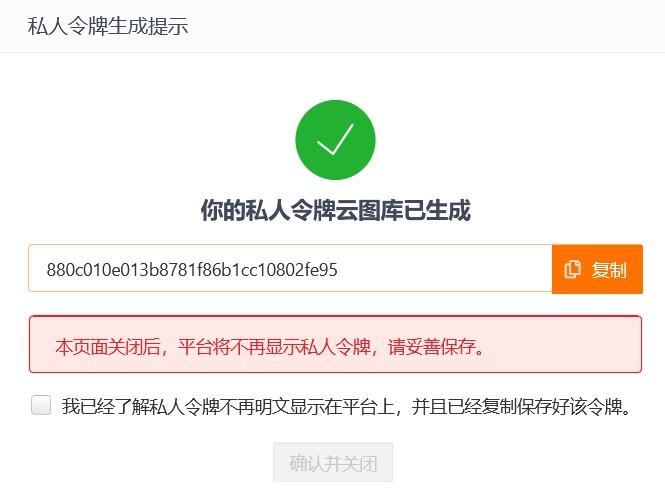 私人令牌生成提示
你的私人令牌云图库已生成
880c010e013b8781f86b1cc10802fe95
复制
本页面关闭后，平台将不再显示私人令牌，请妥善保存。
我已经了解私人令牌不再明文显示在平台上，并且已经复制保存好该令牌。
确认并关闭